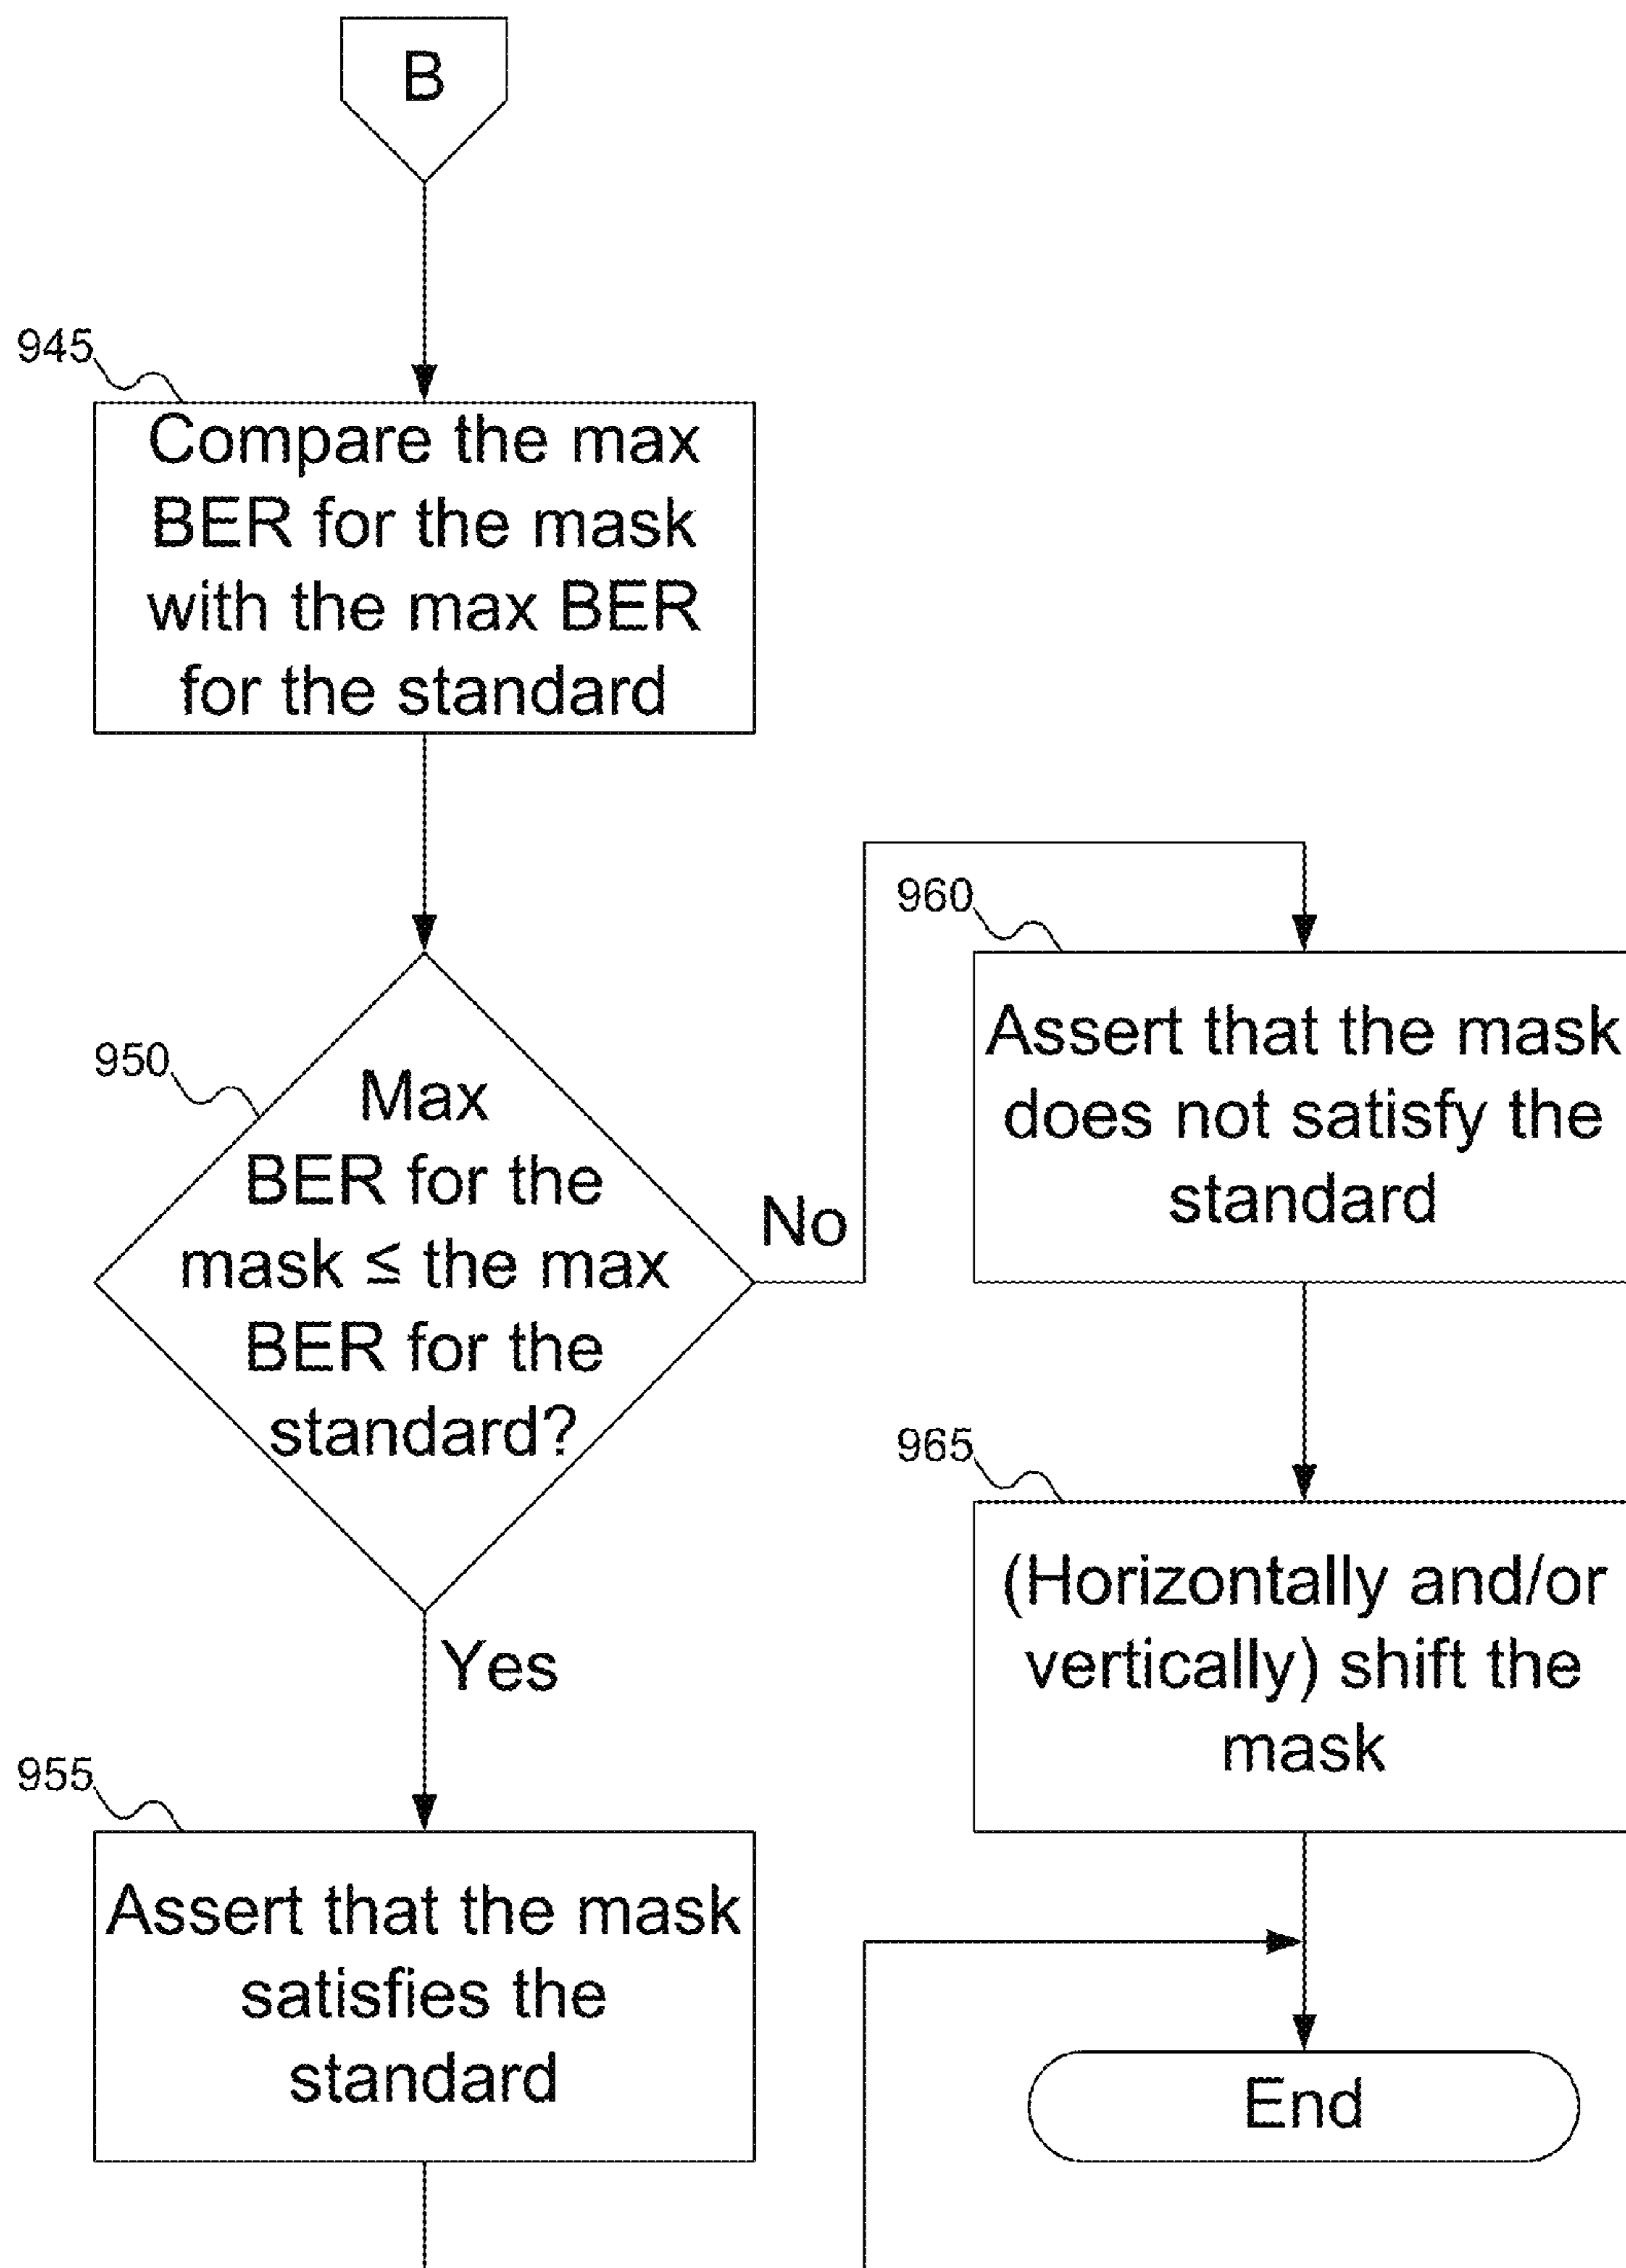 B
945
Compare the max
BER for the mask
with the max BER
for the standard
950
Max
BER for the
mask ≤ the max
BER for the
standard?
No
Yes
955
Assert that the mask
satisfies the
standard
960
Assert that the mask
does not satisfy the
standard
965
(Horizontally and/or
vertically) shift the
mask
End